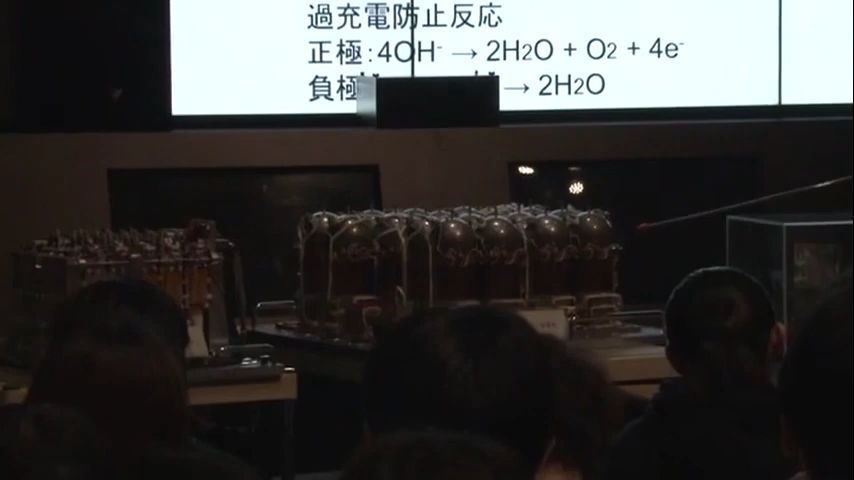 過充電防止反応
正極:4OH⁻ → 2H2O + O2 + 4e⁻
負極 → 2H2O